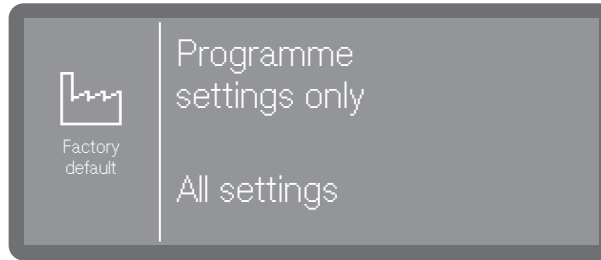 Factory
default
Programme
settings only
All settings